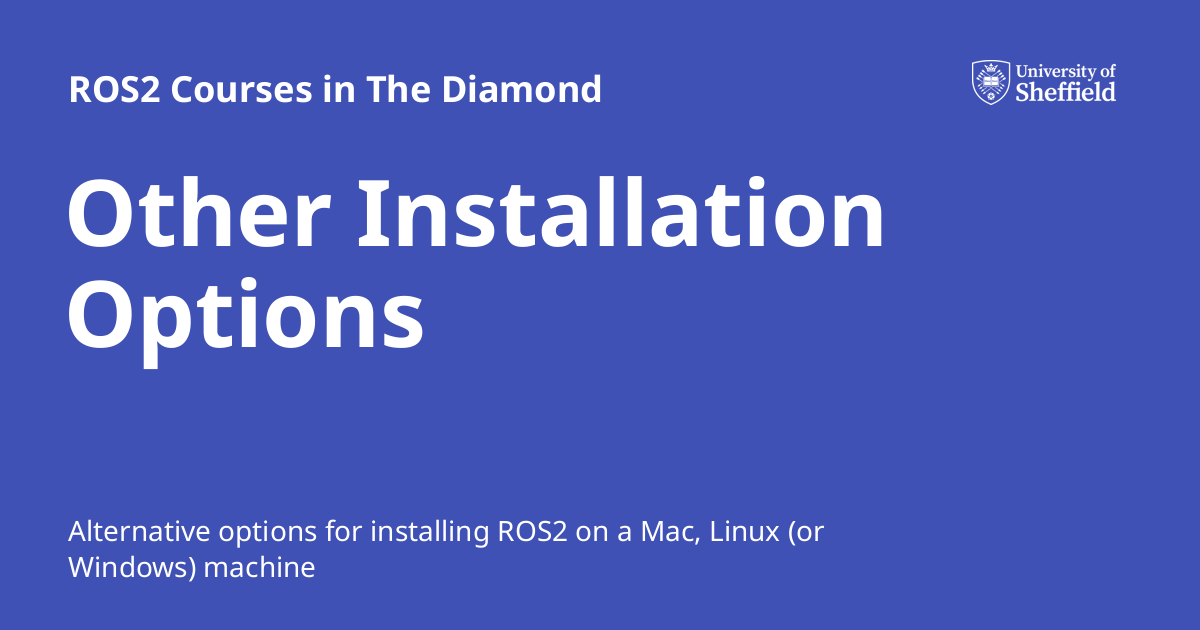 ROS2 Courses in The Diamond
University of
Sheffield
Other Installation
Options
Alternative options for installing ROS2 on a Mac, Linux (or
Windows) machine